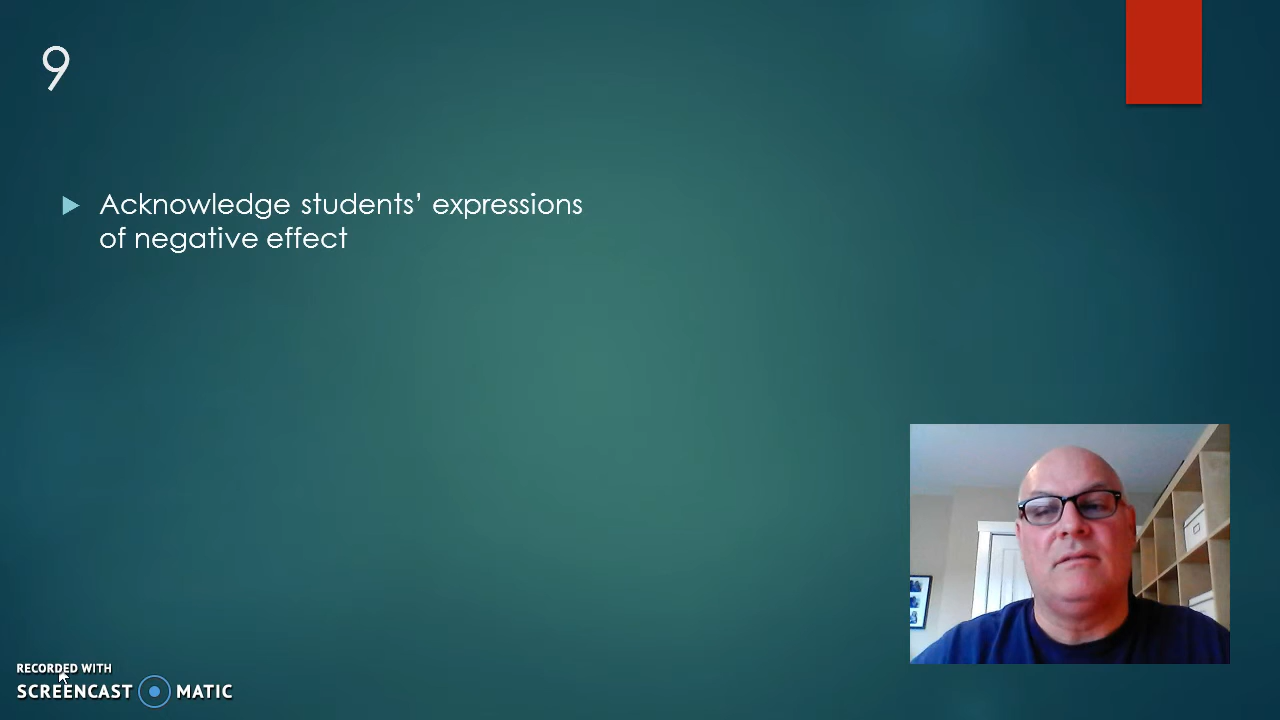 9
Acknowledge students’ expressions
of negative effect
RECORDED WITH
SCREENCAST MATIC